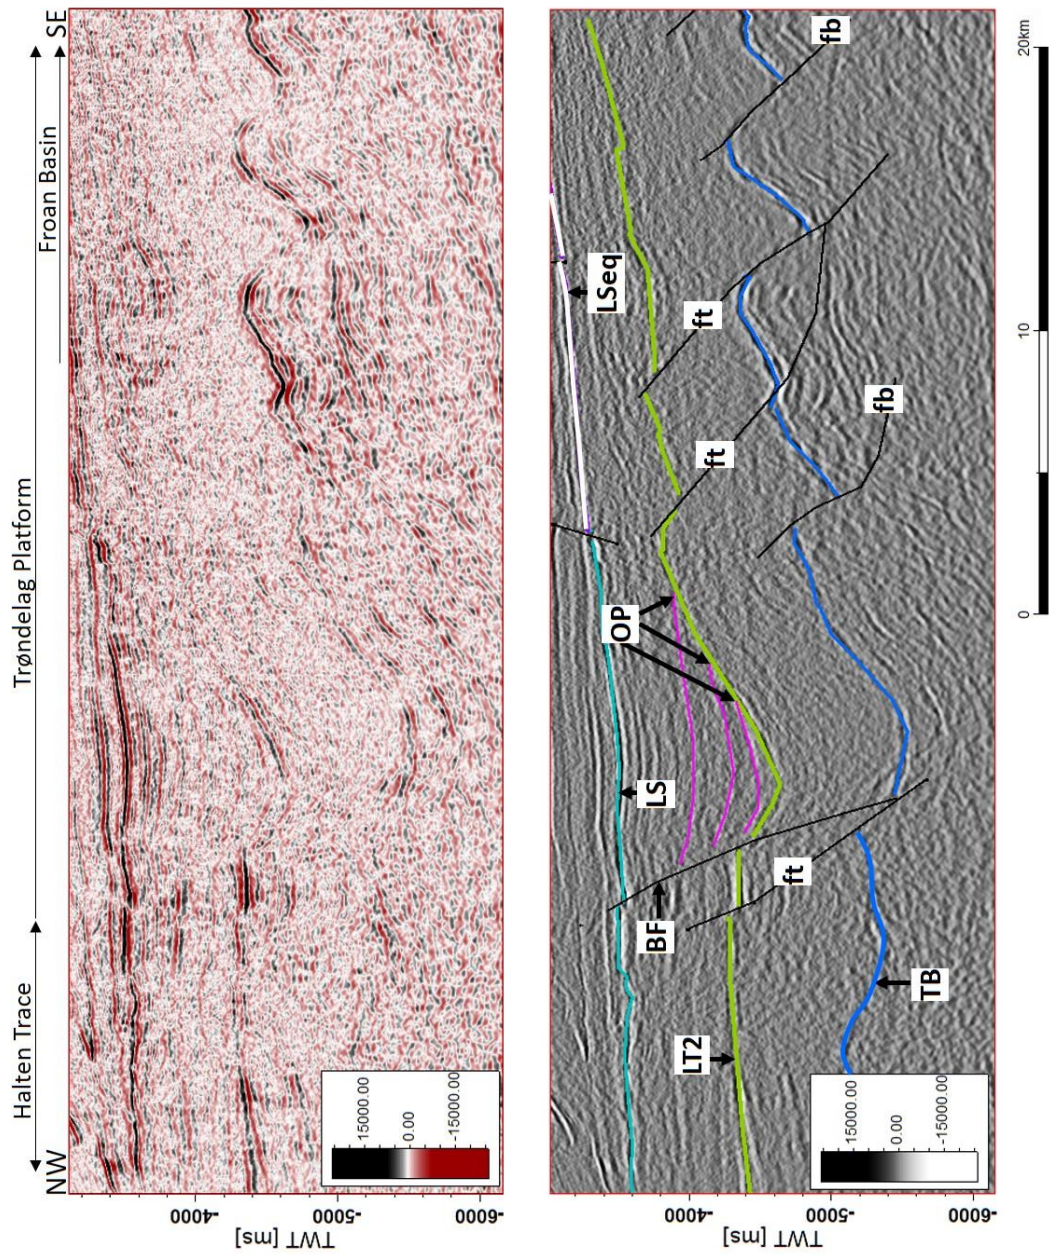 NW
SE
Halten Trace
Trøndelag Platform
Froan Basin
TWT [ms]
-4000
-5000
-6000
15000.00
0.00
-15000.00
TWT [ms]
-4000
-5000
-6000
LT2
BF
LS
OP
LSeq
TB
ft
ft
ft
fb
fb
15000.00
0.00
-15000.00
0
10
20km